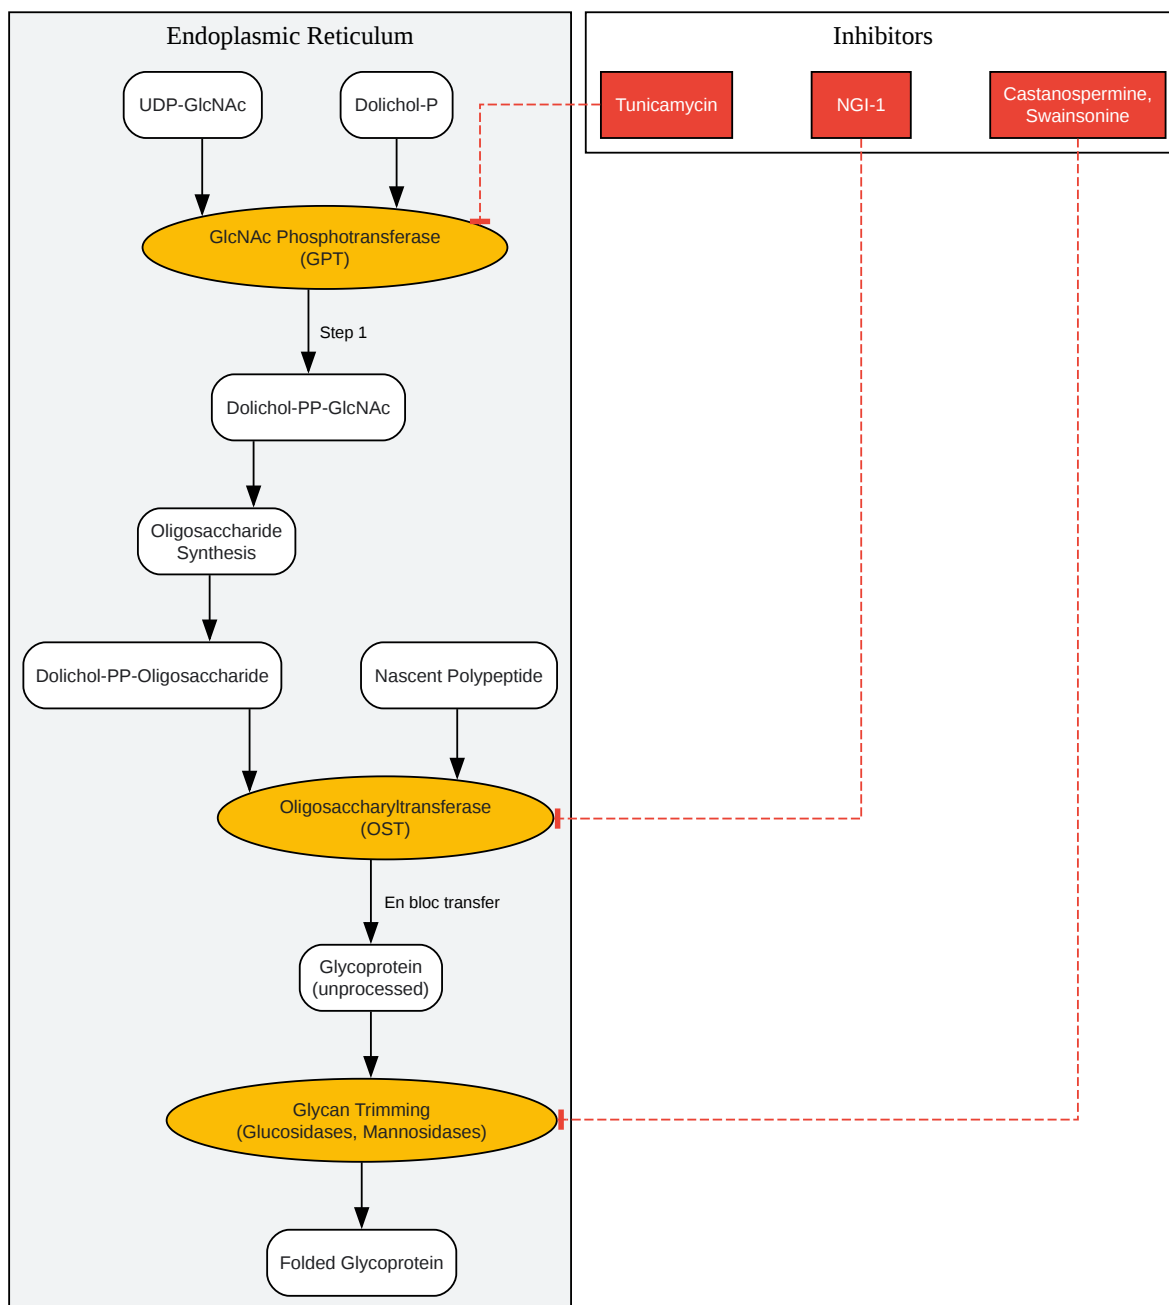 Endoplasmic Reticulum
UDP-GlcNAc
Dolichol-P
GlcNAc Phosphotransferase
(GPT)
Step 1
Dolichol-PP-GlcNAc
Oligosaccharide
Synthesis
Dolichol-PP-Oligosaccharide
Nascent Polypeptide
Oligosaccharyltransferase
(OST)
En bloc transfer
Glycoprotein
(unprocessed)
Glycan Trimming
(Glucosidases, Mannosidases)
Folded Glycoprotein
Inhibitors
Tunicamycin
NGI-1
Castanospermine,
Swainsonine